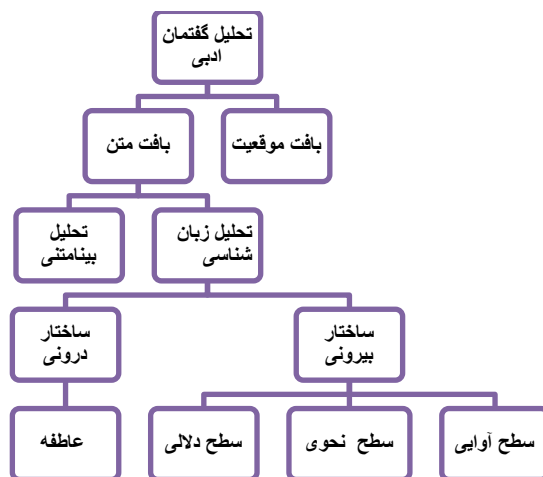 تحلیل گفتمان
ادبی
بافت موقعیت
بافت متن
تحلیل زبان
شناسی
تحلیل
بینامتنی
ساختار
بیرونی
ساختار
درونی
سطح آوایی
سطح نحوی
سطح دلالی
عاطفه